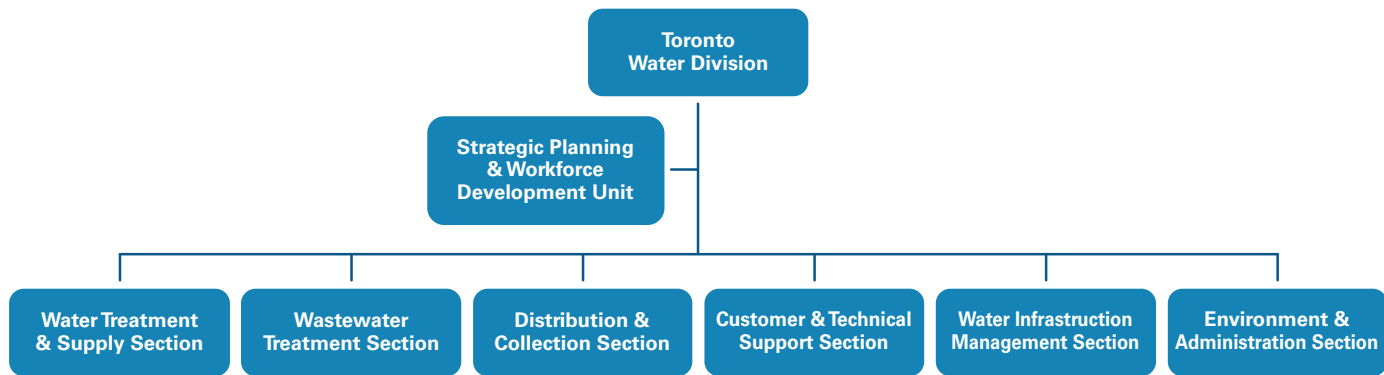 Toronto
Water Division
Strategic Planning
& Workforce
Development Unit
Water Treatment
& Supply Section
Wastewater
Treatment Section
Distribution &
Collection Section
Customer & Technical
Support Section
Water Infrastruction
Management Section
Environment &
Administration Section